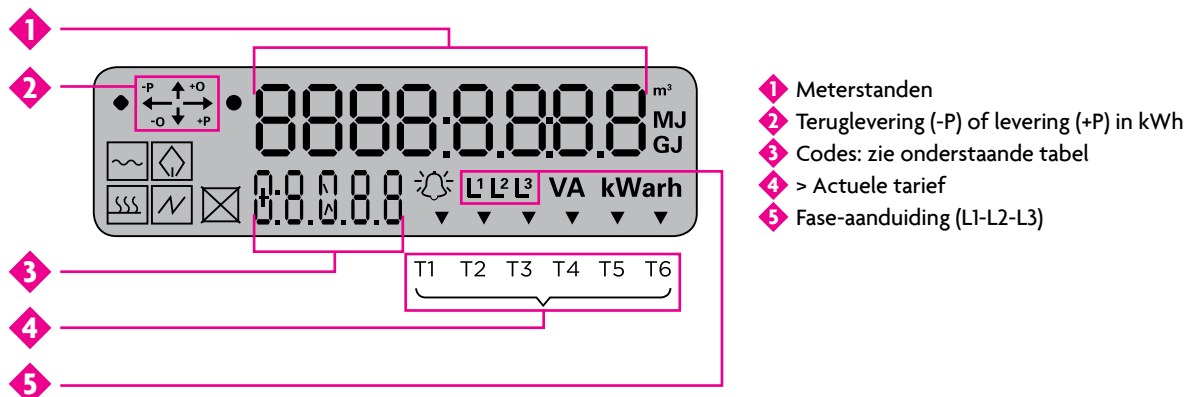 1
2
-P +O
-O +P
8888:8:8:8.8
m³
MJ
GJ
8.8.8.8.8
L1 L2 L3 VA kWarh
3
T1 T2 T3 T4 T5 T6
4
5
1 Meterstanden
2 Teruglevering (-P) of levering (+P) in kWh
3 Codes: zie onderstaande tabel
4 > Actuele tarief
5 Fase-aanduiding (L1-L2-L3)